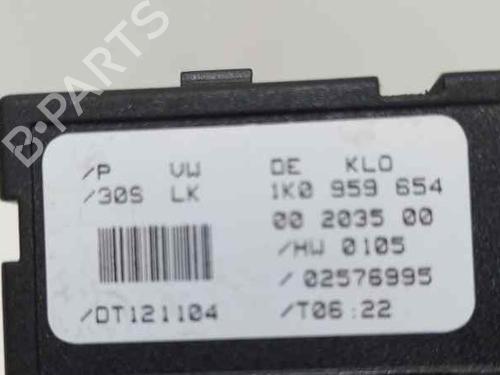 /P VW DE KLO
/30S LK 1K0 959 654
00 2035 00
/HW 0105
/02576995
/DT121104 /T06:22
B-PARTS